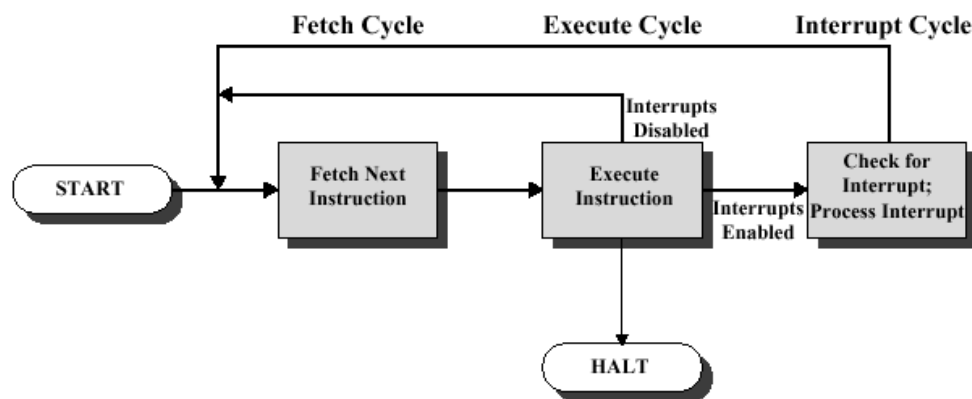 Fetch Cycle
Execute Cycle
Interrupt Cycle
START
Fetch Next
Instruction
Execute
Instruction
Interrupts
Disabled
Interrupts
Enabled
Check for
Interrupt;
Process Interrupt
HALT